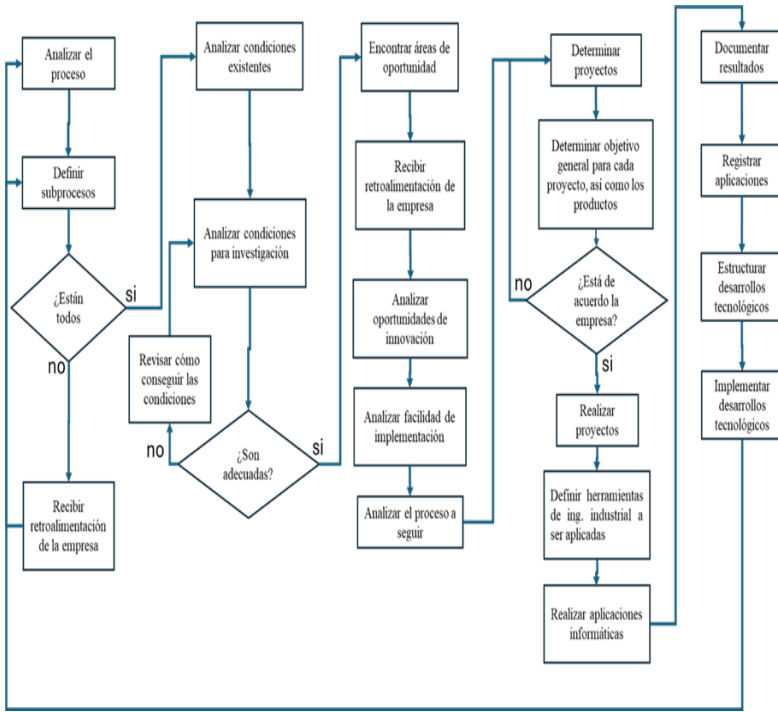 Analizar el
proceso
Definir
subprocesos
¿Están
todos
si
no
Recibir
retroalimentación
de la empresa
Analizar condiciones
existentes
Analizar condiciones
para investigación
Revisar cómo
conseguir las
condiciones
no
¿Son
adecuadas?
si
Encontrar áreas de
oportunidad
Recibir
retroalimentación de
la empresa
Analizar
oportunidades de
innovación
Analizar facilidad de
implementación
Analizar el proceso a
seguir
Determinar
proyectos
Determinar objetivo
general para cada
proyecto, así como los
productos
no
¿Está de
acuerdo la
empresa?
si
Realizar
proyectos
Definir herramientas
de ing. industrial a
ser aplicadas
Realizar aplicaciones
informáticas
Documentar
resultados
Registrar
aplicaciones
Estructurar
desarrollos
tecnológicos
Implementar
desarrollos
tecnológicos